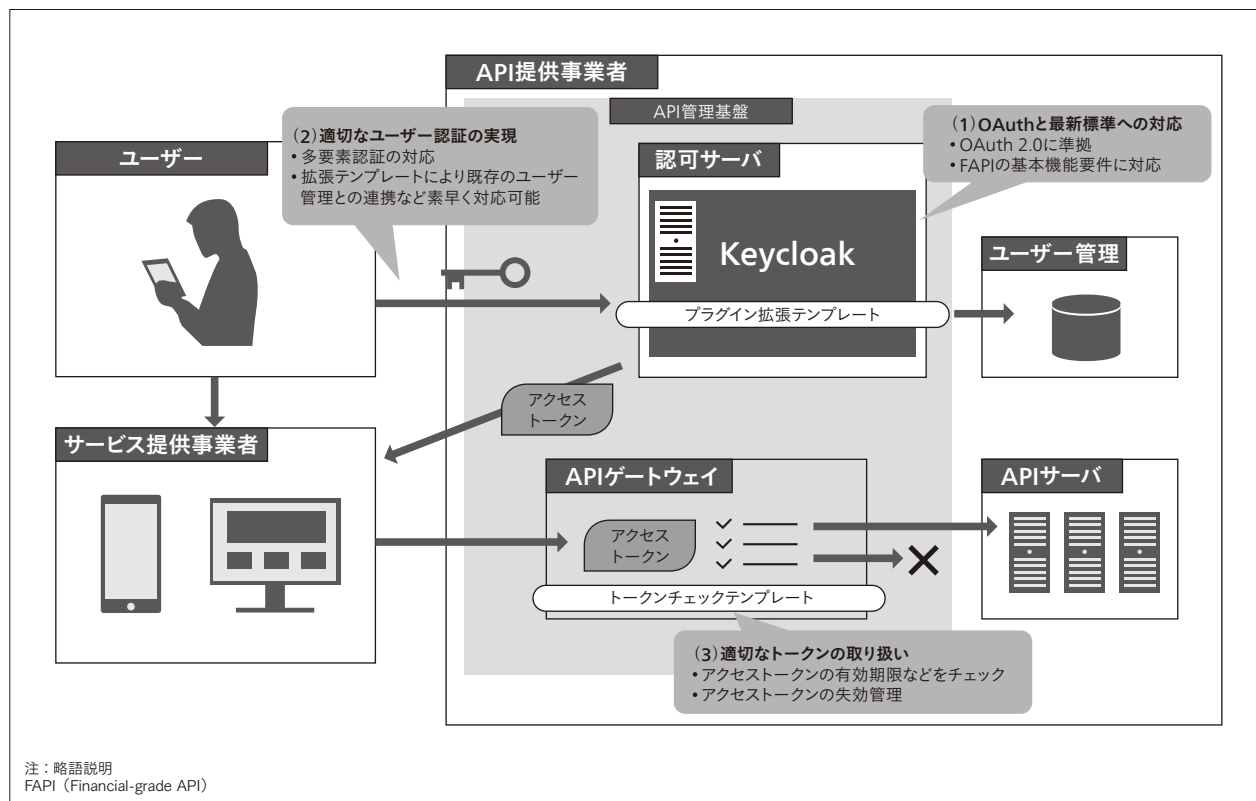 API提供事業者
API管理基盤
(2)適切なユーザー認証の実現
• 多要素認証の対応
• 拡張テンプレートにより既存のユーザー
管理との連携など素早く対応可能
(1)OAuthと最新標準への対応
• OAuth 2.0に準拠
• FAPIの基本機能要件に対応
ユーザー
認可サーバ
Keycloak
プラグイン拡張テンプレート
ユーザー管理
アクセス
トークン
サービス提供事業者
APIゲートウェイ
アクセス
トークン
トークンチェックテンプレート
APIサーバ
(3)適切なトークンの取り扱い
• アクセストークンの有効期限などをチェック
• アクセストークンの失効管理
注：略語説明
FAPI（Financial-grade API）